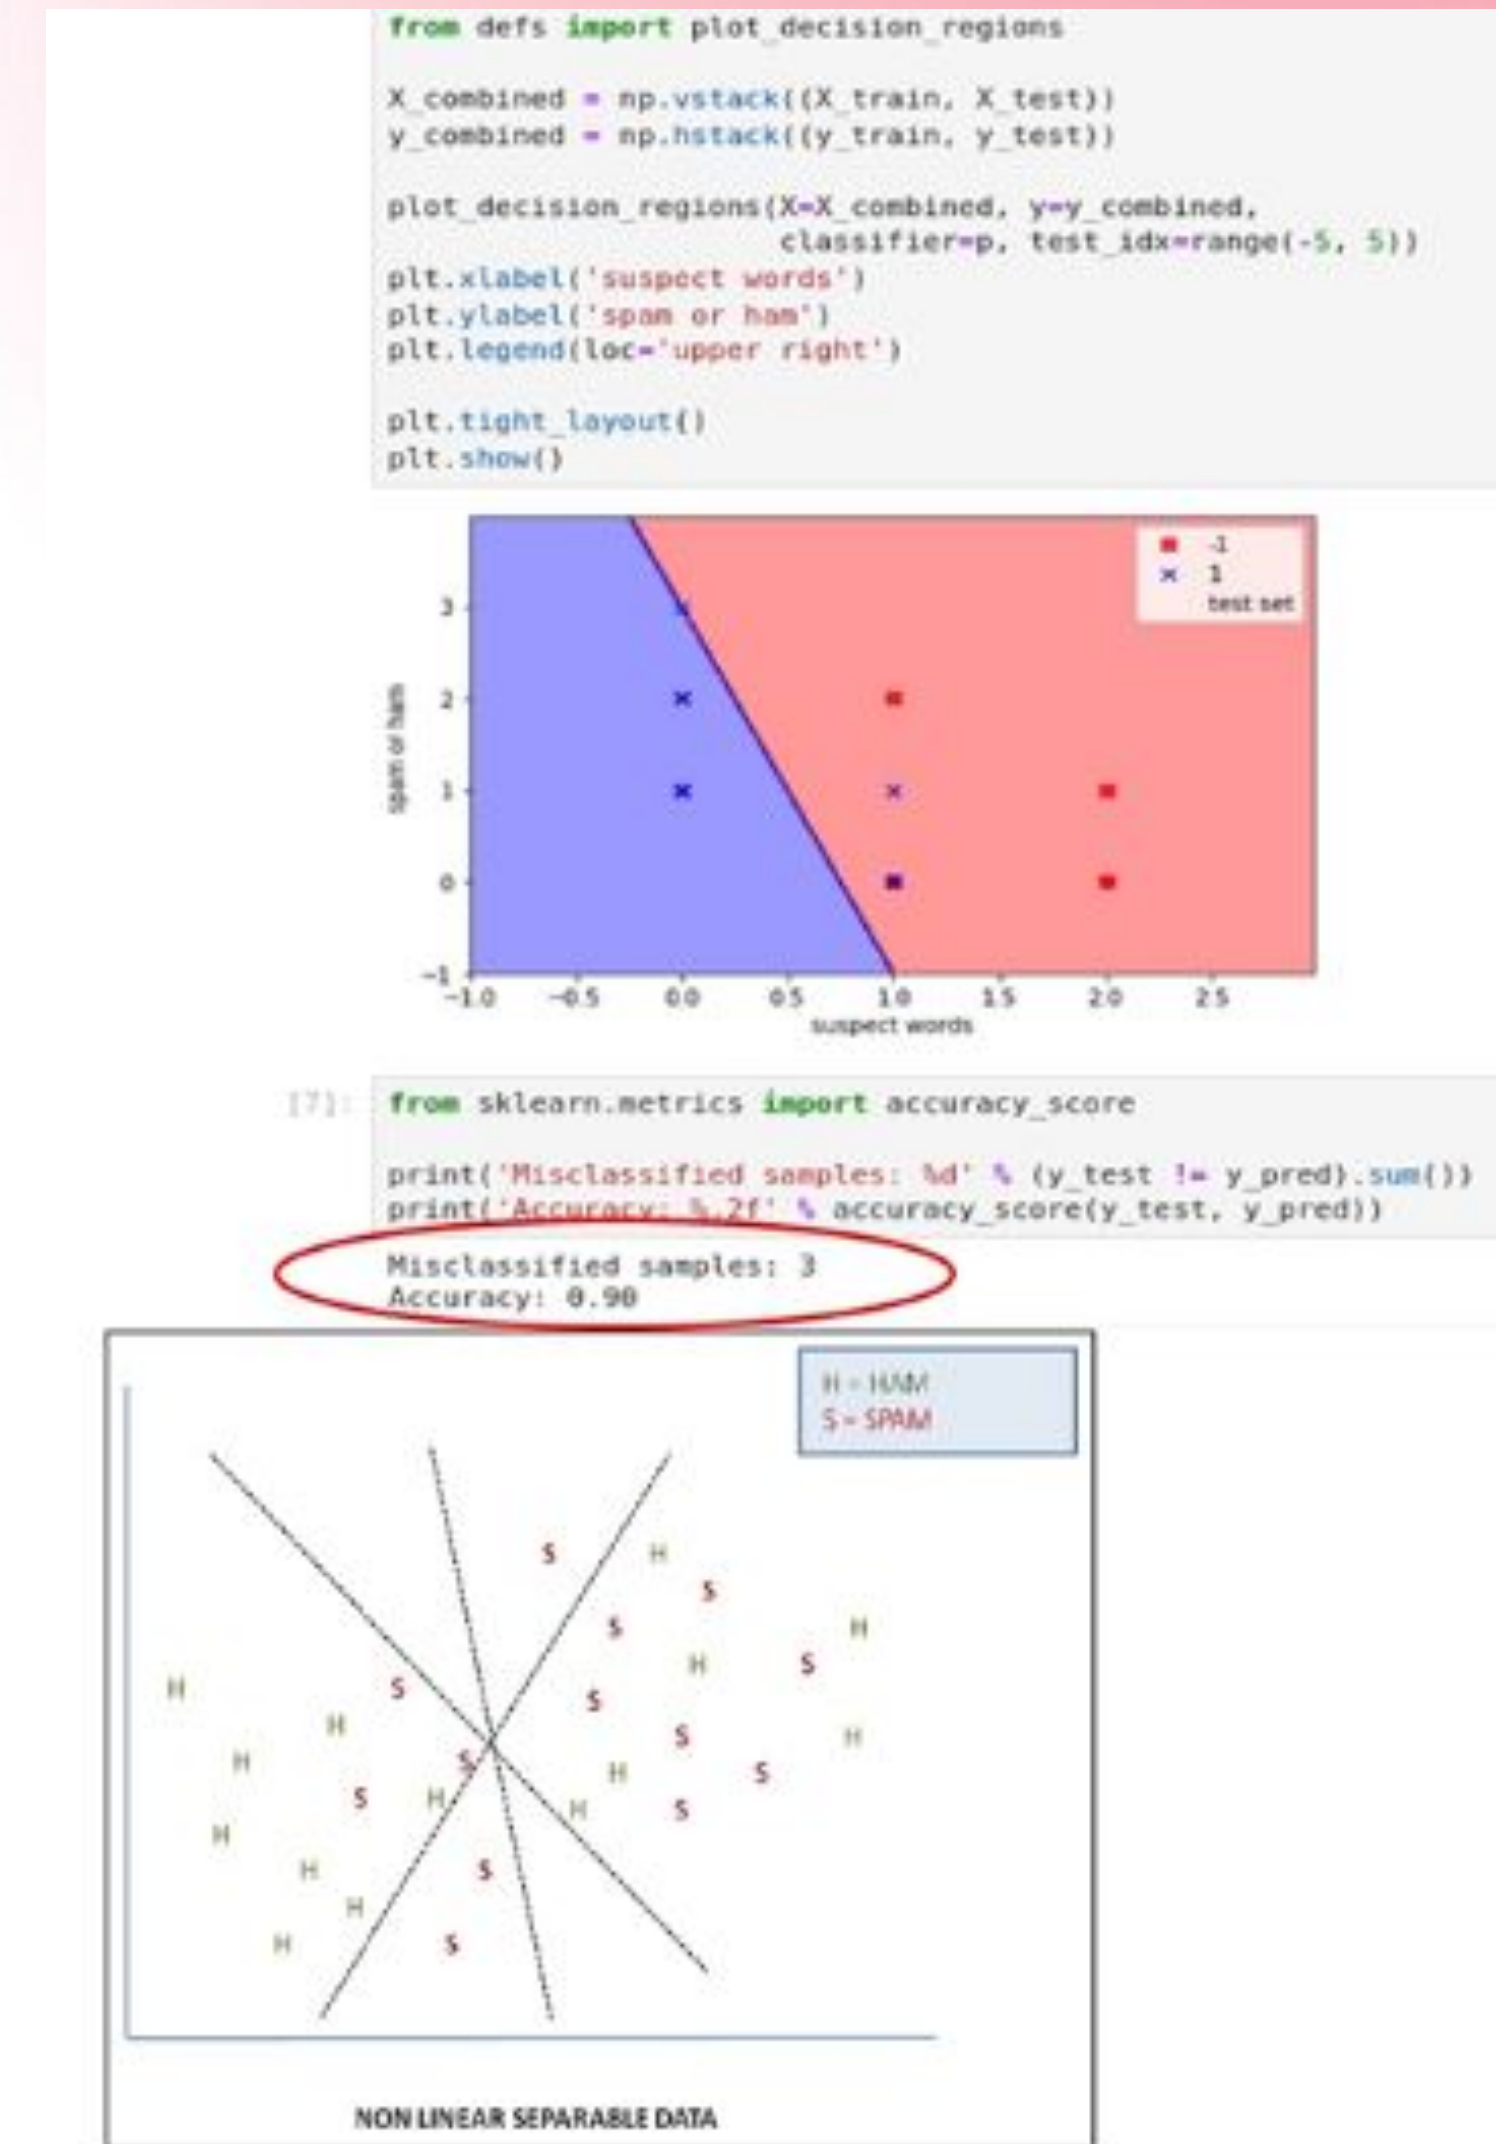 from defs import plot_decision_regions
X_combined = np.vstack((X_train, X_test))
y_combined = np.hstack((y_train, y_test))
plot_decision_regions(X=X_combined, y=y_combined,
classifier=p, test_idx=range(-5, 5))
plt.xlabel('suspect words')
plt.ylabel('spam or ham')
plt.legend(loc='upper right')
plt.tight_layout()
plt.show()
-1
1
test set
spam or ham
3
2
1
0
-1
-1.0 -0.5 0.0 0.5 1.0 1.5 2.0 2.5
suspect words
[7]:
from sklearn.metrics import accuracy_score
print('Misclassified samples: %d' % (y_test != y_pred).sum())
print('Accuracy: %.2f' % accuracy_score(y_test, y_pred))
Misclassified samples: 3
Accuracy: 0.90
H = HAM
S = SPAM
S H
S
S H
H S
H S
S
H S H
H
S H S
S H H S
H
H S
H
H S
NON LINEAR SEPARABLE DATA